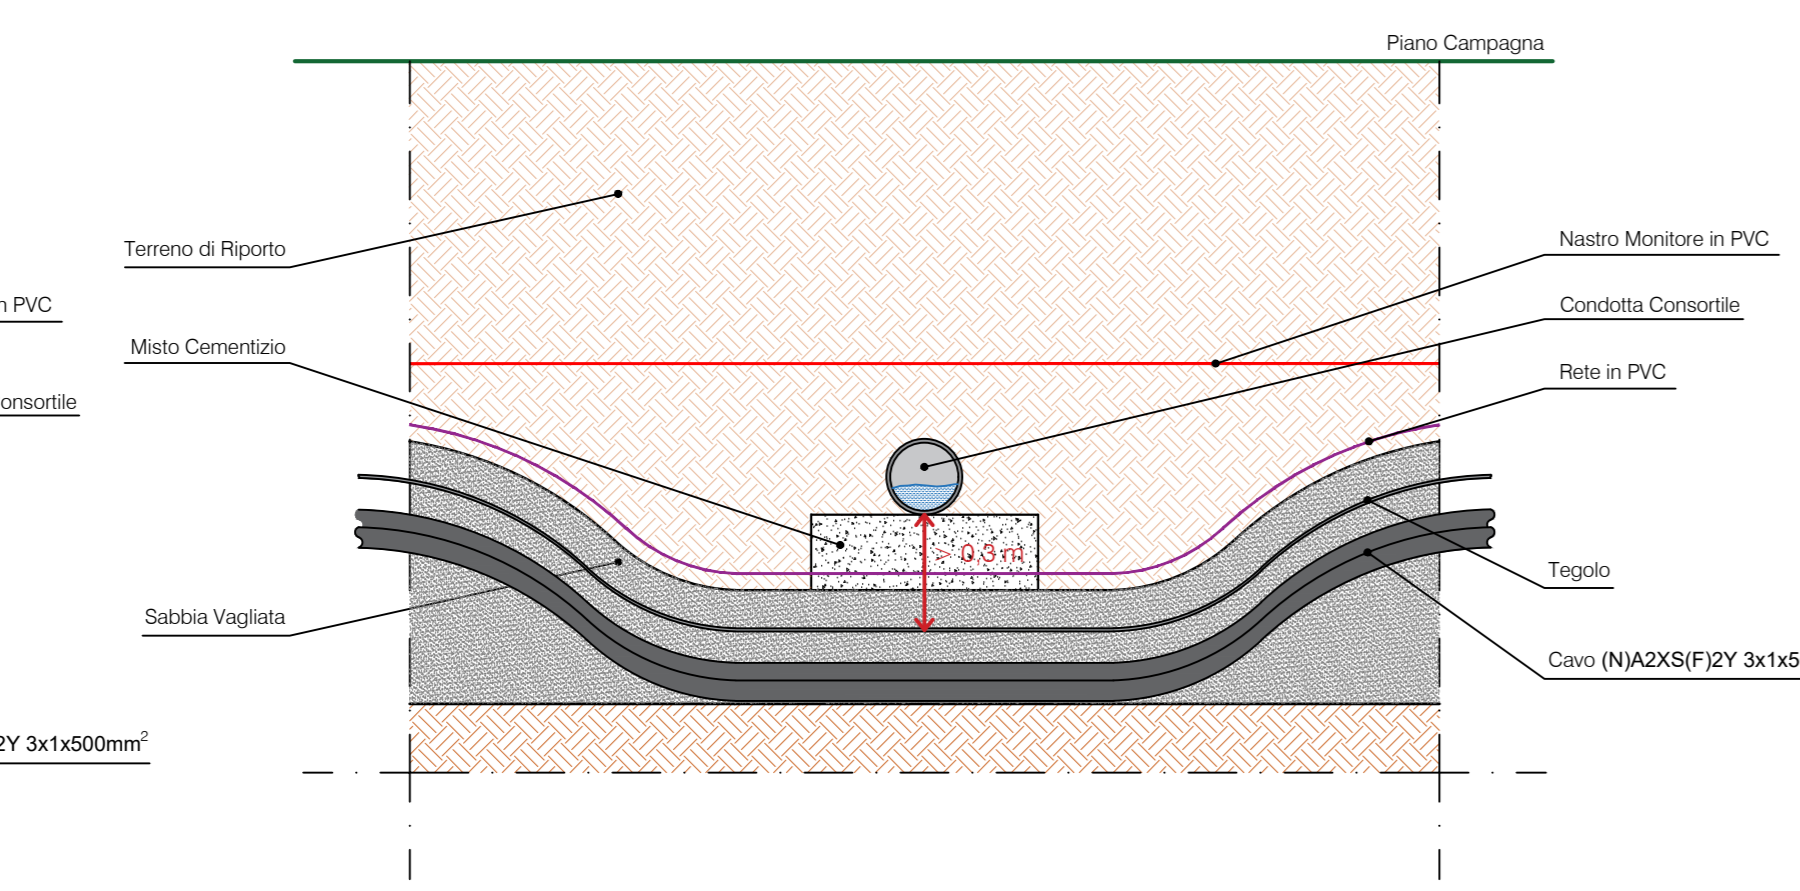 Piano Campagna
Nastro Monitore in PVC
Terreno di Riporto
n PVC
Condotta Consortile
Misto Cementizio
Rete in PVC
onsortile
> 0,3 m
Tegolo
Sabbia Vagliata
Cavo (N)A2XS(F)2Y 3x1x5
2Y 3x1x500mm²